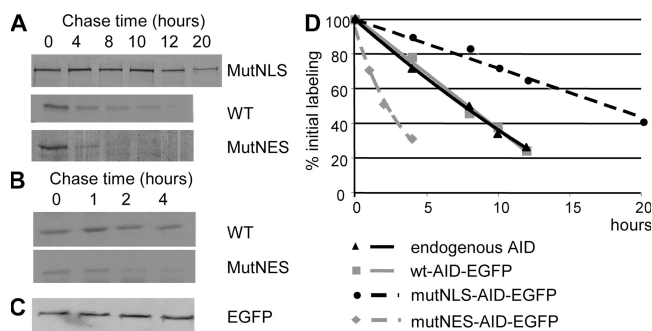 A
Chase time (hours)
0 4 8 10 12 20
MutNLS
WT
MutNES
B
Chase time (hours)
0 1 2 4
WT
MutNES
C
EGFP
D
% initial labeling
100
80
60
40
20
0
0 5 10 15 20
hours
endogenous AID
wt-AID-EGFP
mutNLS-AID-EGFP
mutNES-AID-EGFP